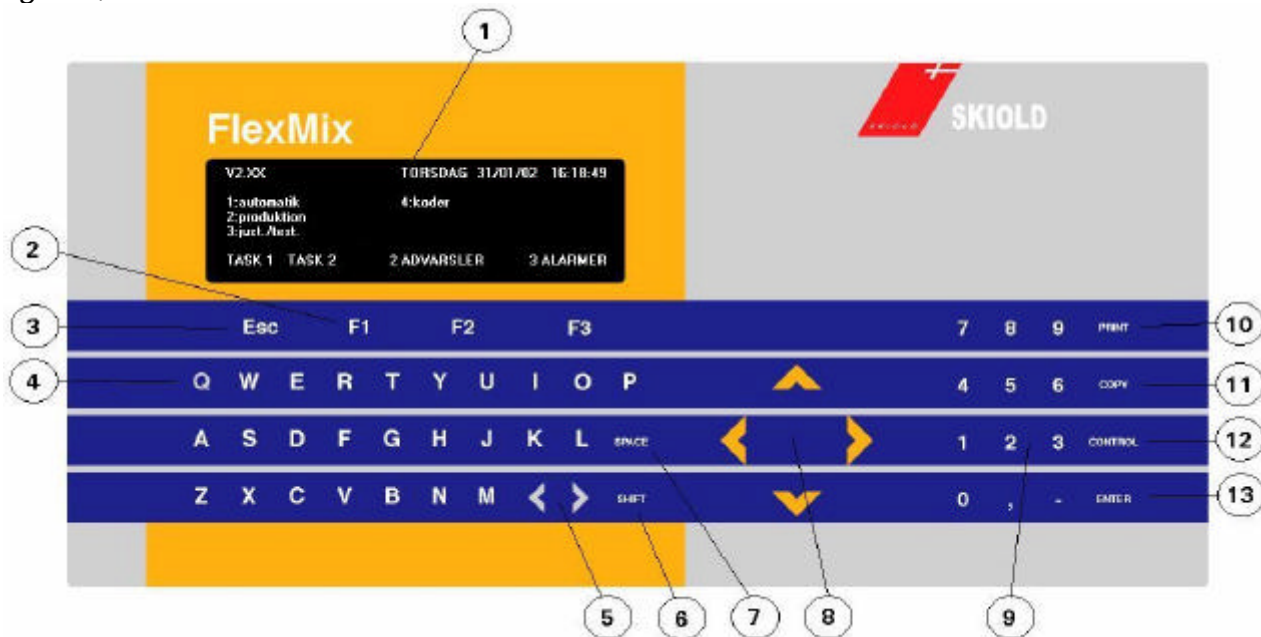 1
FlexMix
SKIOLD
SKIOLD
V2.XX TORSDAG 31/01/02 16:18:49
1:automatik 4:koder
2:produktion
3:just./test.
TASK 1 TASK 2 2 ADVARSLER 3 ALARMER
2
3 Esc F1 F2 F3 7 8 9 PRINT 10
4 Q W E R T Y U I O P 4 5 6 COPY 11
A S D F G H J K L SPACE 1 2 3 CONTROL 12
Z X C V B N M < > SHIFT 0 , - ENTER 13
5 6 7 8 9